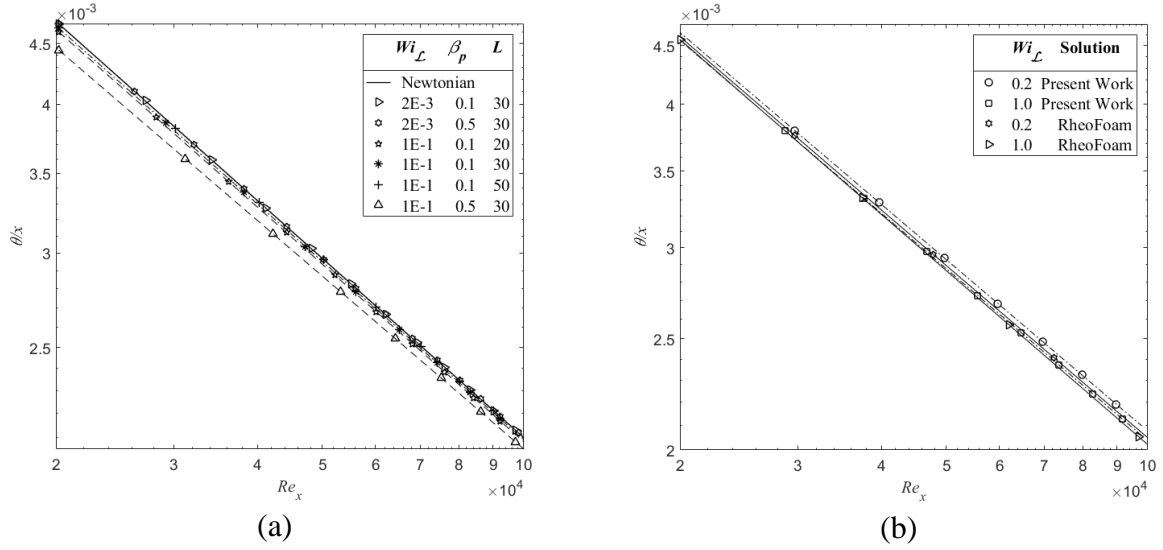 ×10⁻³
4.5
4
3.5
3
2.5
θ/x
2 3 4 5 6 7 8 9 10
×10⁴
Re_x
Wi_ℒ β_p L
Newtonian
2E-3 0.1 30
2E-3 0.5 30
1E-1 0.1 20
1E-1 0.1 30
1E-1 0.1 50
1E-1 0.5 30
(a)
×10⁻³
4.5
4
3.5
3
2.5
2
θ/x
2 3 4 5 6 7 8 9 10
×10⁴
Re_x
Wi_ℒ Solution
0.2 Present Work
1.0 Present Work
0.2 RheoFoam
1.0 RheoFoam
(b)